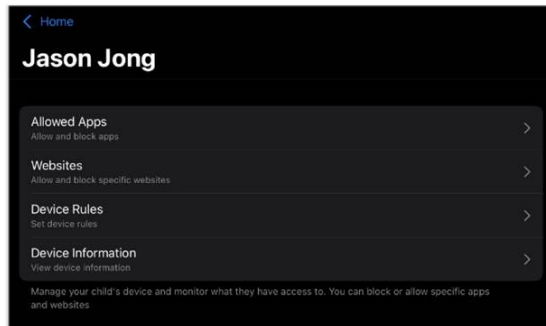 Home
Jason Jong
Allowed Apps
Allow and block apps
Websites
Allow and block specific websites
Device Rules
Set device rules
Device Information
View device information
Manage your child's device and monitor what they have access to. You can block or allow specific apps
and websites